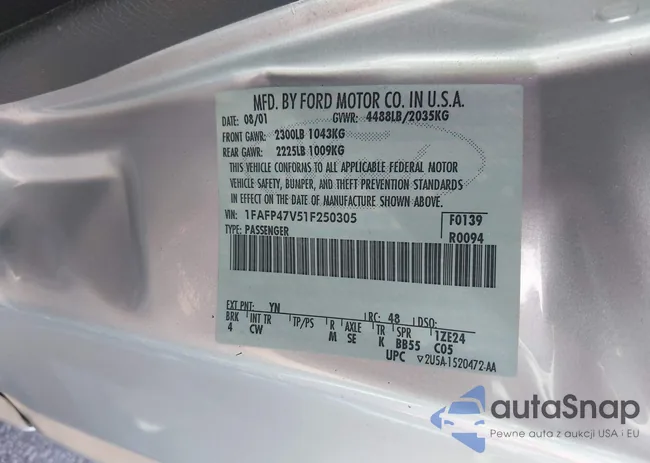 MFD. BY FORD MOTOR CO. IN U.S.A.
DATE: 08/01 GVWR: 4488LB/2035KG
FRONT GAWR: 2300LB 1043KG
REAR GAWR: 2225LB 1009KG
THIS VEHICLE CONFORMS TO ALL APPLICABLE FEDERAL MOTOR
VEHICLE SAFETY, BUMPER, AND THEFT PREVENTION STANDARDS
IN EFFECT ON THE DATE OF MANUFACTURE SHOWN ABOVE.
VIN: 1FAFP47V51F250305 F0139
TYPE: PASSENGER R0094
EXT PNT: YN RC: 48 DSO:
BRK INT TR TP/PS R AXLE TR SPR 1ZE24
4 CW M SE K BB55 C05
UPC ▽2U5A-1520472-AA
autaSnap
Pewne auta z aukcji USA i EU